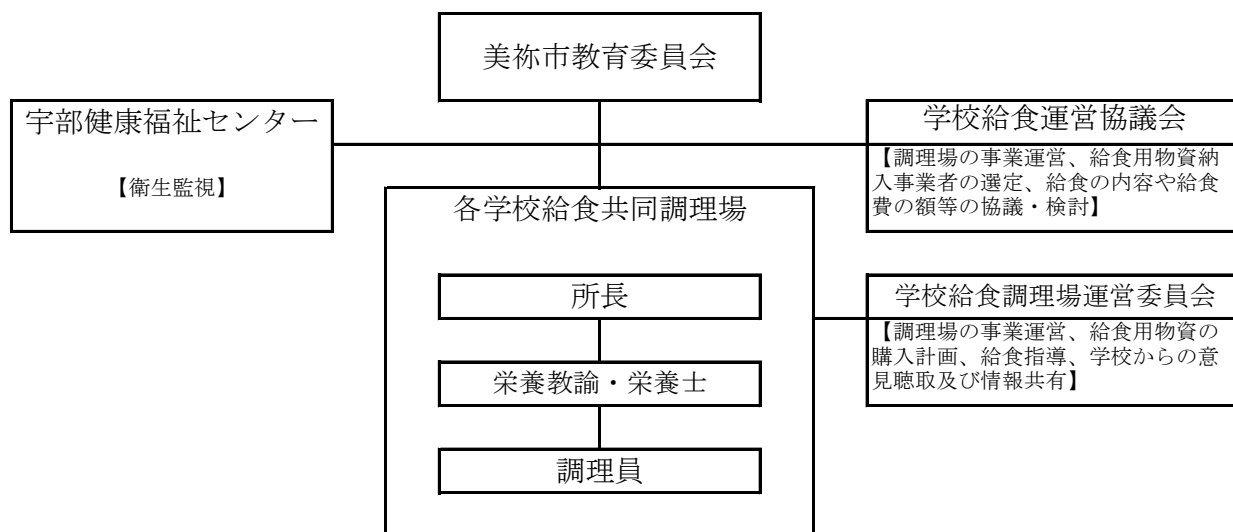 美祢市教育委員会
宇部健康福祉センター
【衛生監視】
学校給食運営協議会
【調理場の事業運営、給食用物資納
入事業者の選定、給食の内容や給食
費の額等の協議・検討】
各学校給食共同調理場
所長
栄養教諭・栄養士
調理員
学校給食調理場運営委員会
【調理場の事業運営、給食用物資の
購入計画、給食指導、学校からの意
見聴取及び情報共有】